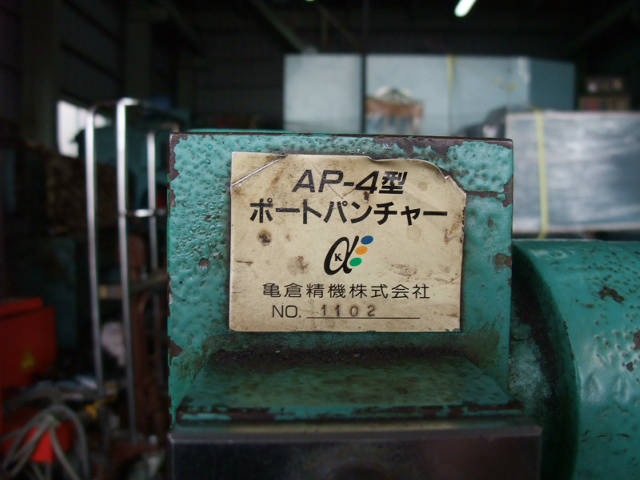 AP-4型
ポートパンチャー
K
亀倉精機株式会社
NO. 1102